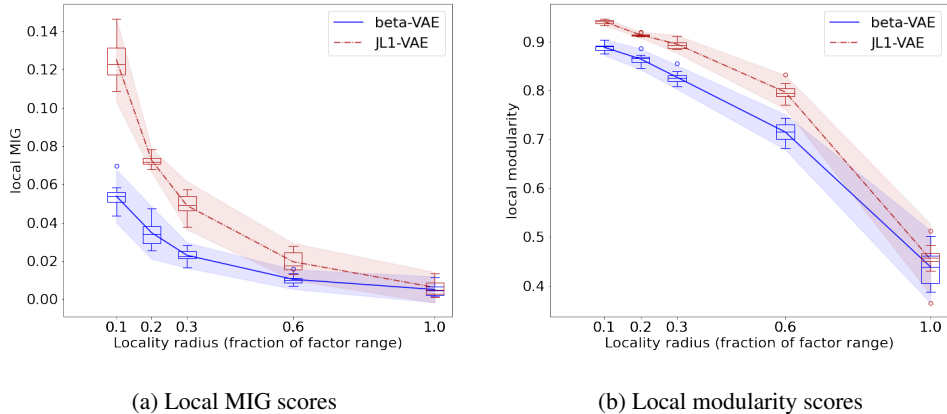 beta-VAE
JL1-VAE
0.14
0.12
0.10
0.08
0.06
0.04
0.02
0.00
local MIG
0.1 0.2 0.3 0.6 1.0
Locality radius (fraction of factor range)
(a) Local MIG scores
beta-VAE
JL1-VAE
0.9
0.8
0.7
0.6
0.5
0.4
local modularity
0.1 0.2 0.3 0.6 1.0
Locality radius (fraction of factor range)
(b) Local modularity scores